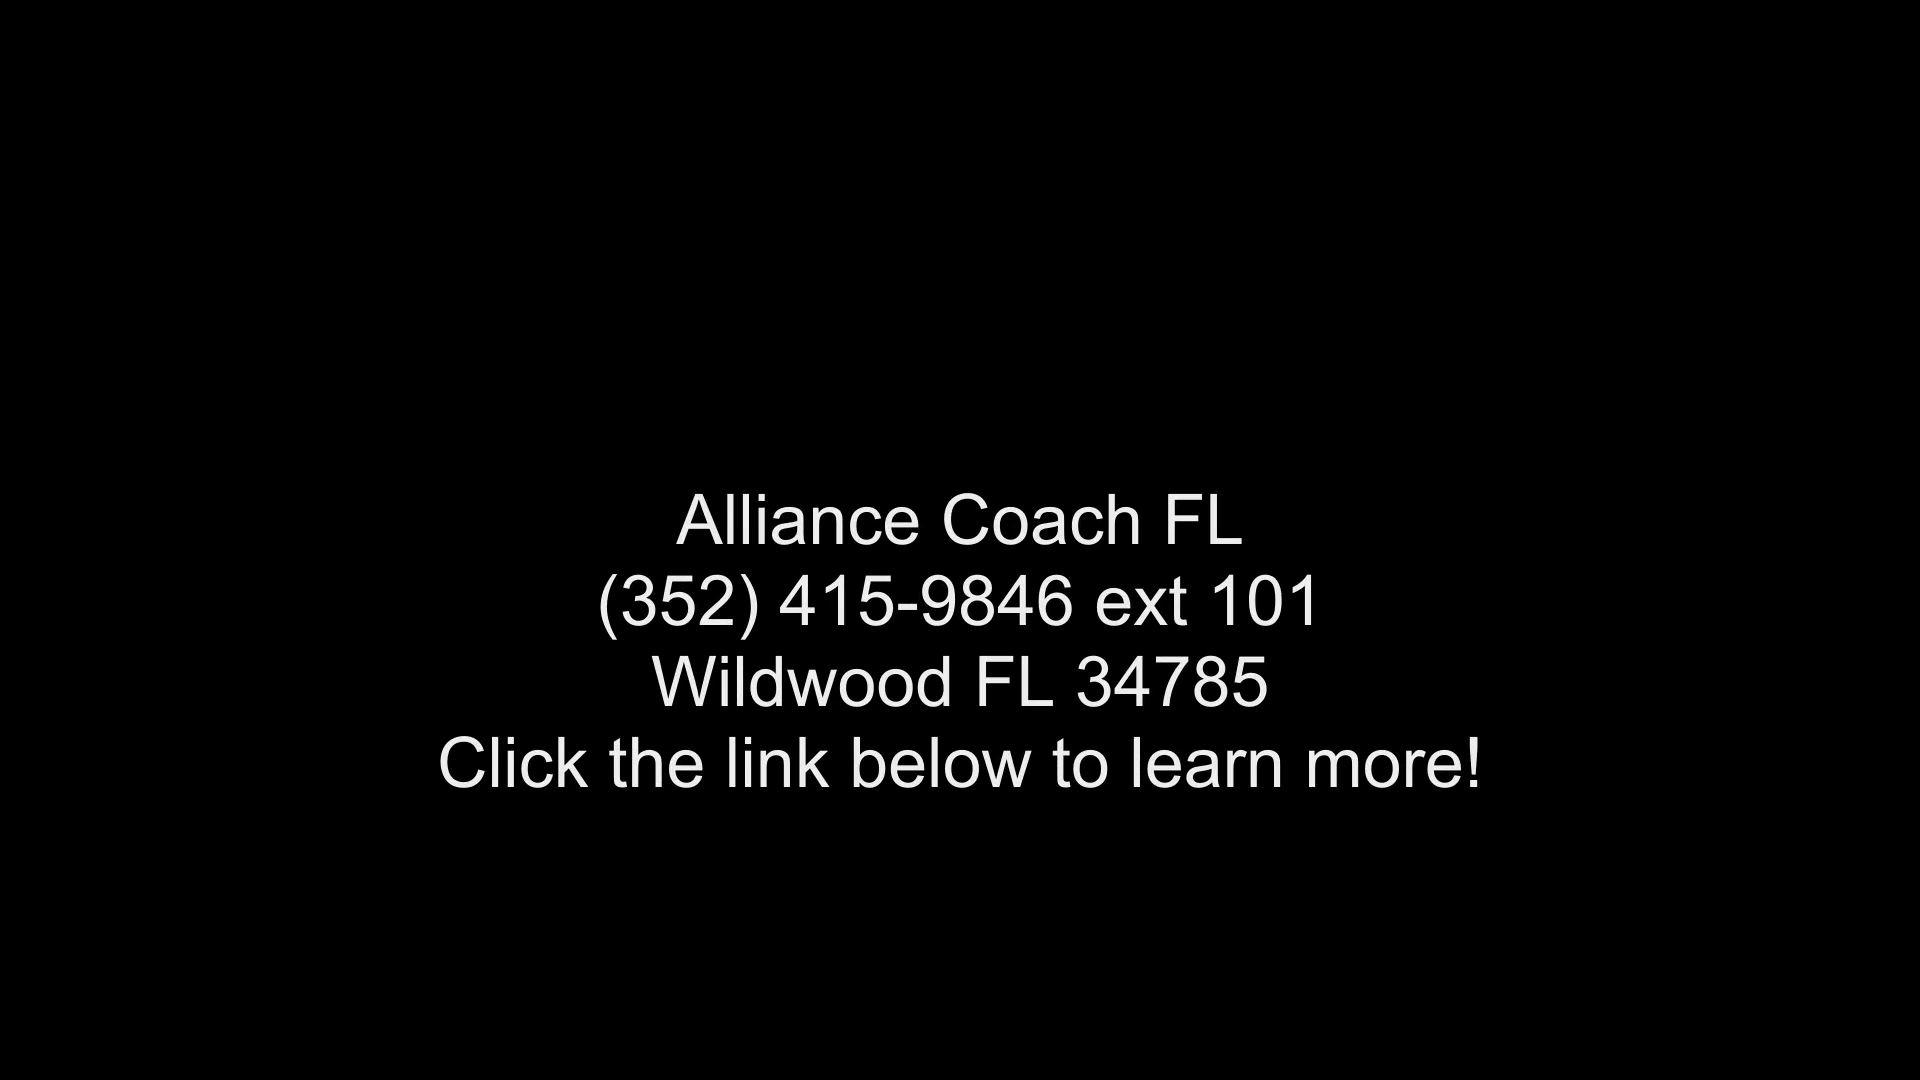 Alliance Coach FL
(352) 415-9846 ext 101
Wildwood FL 34785
Click the link below to learn more!